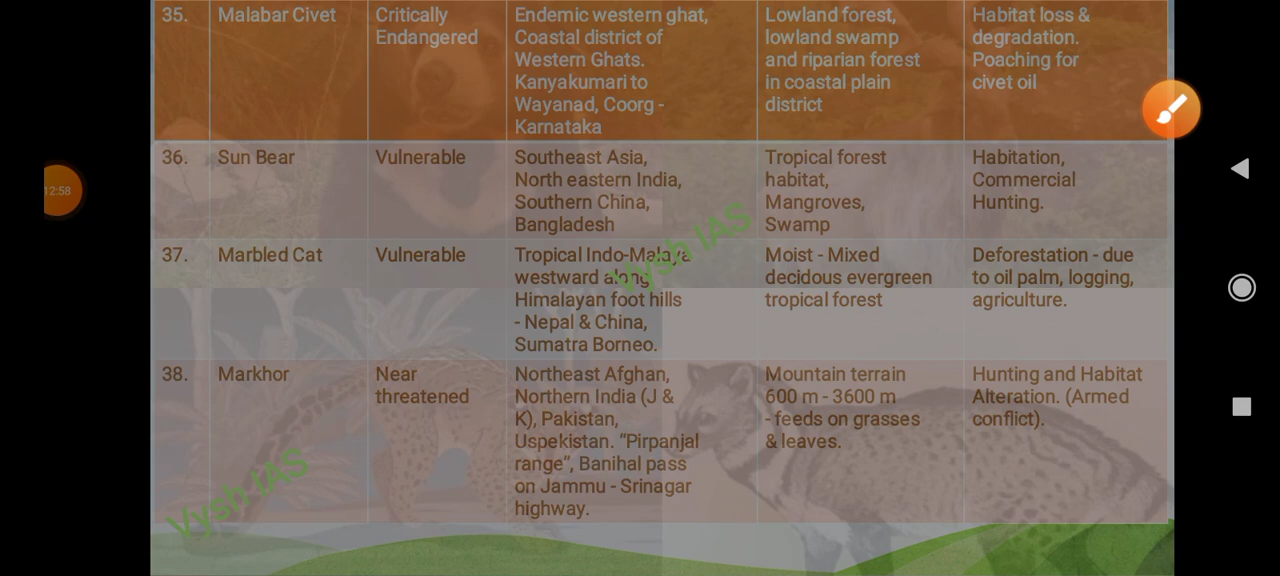 35. Malabar Civet Critically Endemic western ghat, Lowland forest, Habitat loss &
Endangered Coastal district of lowland swamp degradation.
Western Ghats. and riparian forest Poaching for
Kanyakumari to in coastal plain civet oil
Wayanad, Coorg - district
Karnataka
36. Sun Bear Vulnerable Southeast Asia, Tropical forest Habitation,
North eastern India, habitat, Commercial
Southern China, Mangroves, Hunting.
Bangladesh Swamp
37. Marbled Cat Vulnerable Tropical Indo-Malaya Moist - Mixed Deforestation - due
westward along decidous evergreen to oil palm, logging,
Himalayan foot hills tropical forest agriculture.
- Nepal & China,
Sumatra Borneo.
38. Markhor Near Northeast Afghan, Mountain terrain Hunting and Habitat
threatened Northern India (J & 600 m - 3600 m Alteration. (Armed
K), Pakistan, - feeds on grasses conflict).
Uspekistan. “Pirpanjal & leaves.
range”, Banihal pass
on Jammu - Srinagar
highway.
Vysh IAS
Vysh IAS
12:58